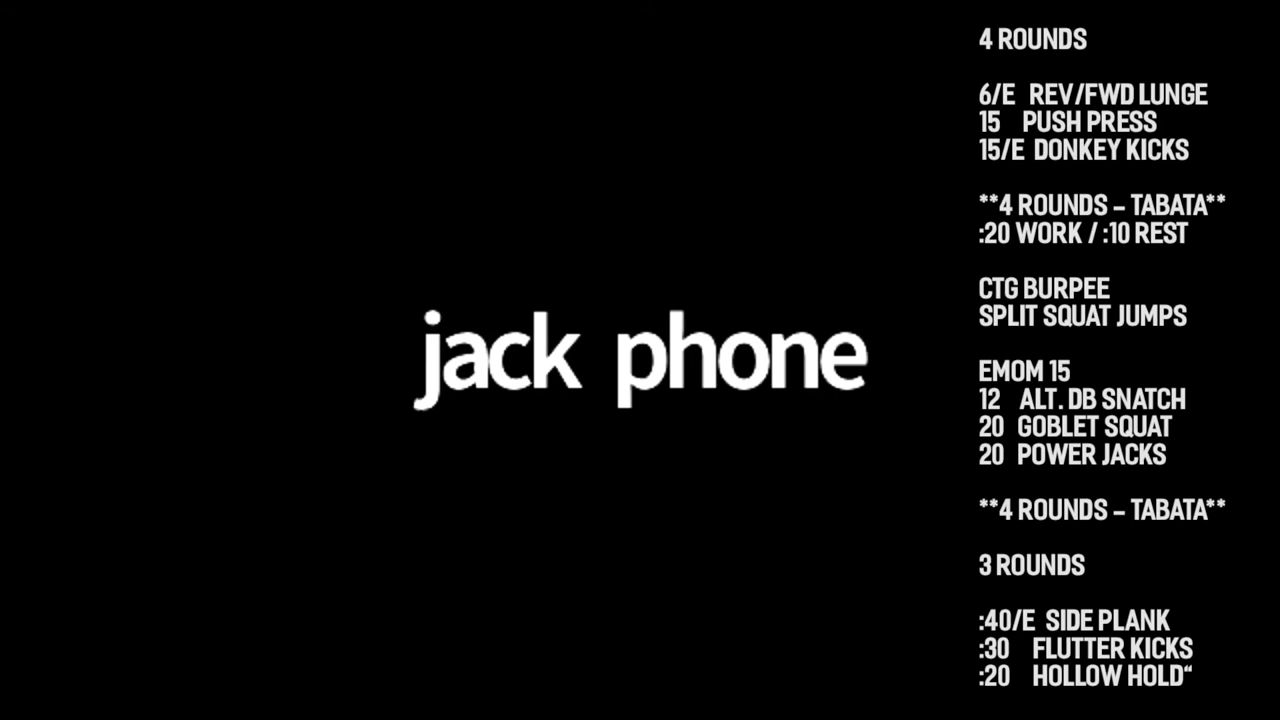 jack phone
4 ROUNDS
6/E REV/FWD LUNGE
15 PUSH PRESS
15/E DONKEY KICKS
**4 ROUNDS – TABATA**
:20 WORK / :10 REST
CTG BURPEE
SPLIT SQUAT JUMPS
EMOM 15
12 ALT. DB SNATCH
20 GOBLET SQUAT
20 POWER JACKS
**4 ROUNDS – TABATA**
3 ROUNDS
:40/E SIDE PLANK
:30 FLUTTER KICKS
:20 HOLLOW HOLD“